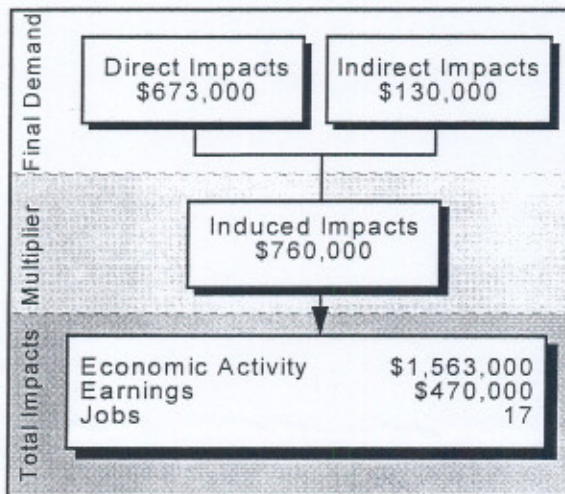 Final Demand
Direct Impacts
$673,000
Indirect Impacts
$130,000
Multiplier
Induced Impacts
$760,000
Total Impacts
Economic Activity $1,563,000
Earnings $470,000
Jobs 17